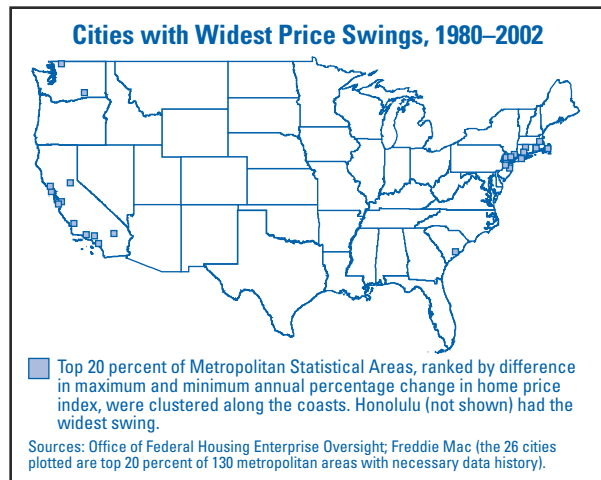 Cities with Widest Price Swings, 1980–2002
Top 20 percent of Metropolitan Statistical Areas, ranked by difference
in maximum and minimum annual percentage change in home price
index, were clustered along the coasts. Honolulu (not shown) had the
widest swing.
Sources: Office of Federal Housing Enterprise Oversight; Freddie Mac (the 26 cities
plotted are top 20 percent of 130 metropolitan areas with necessary data history).